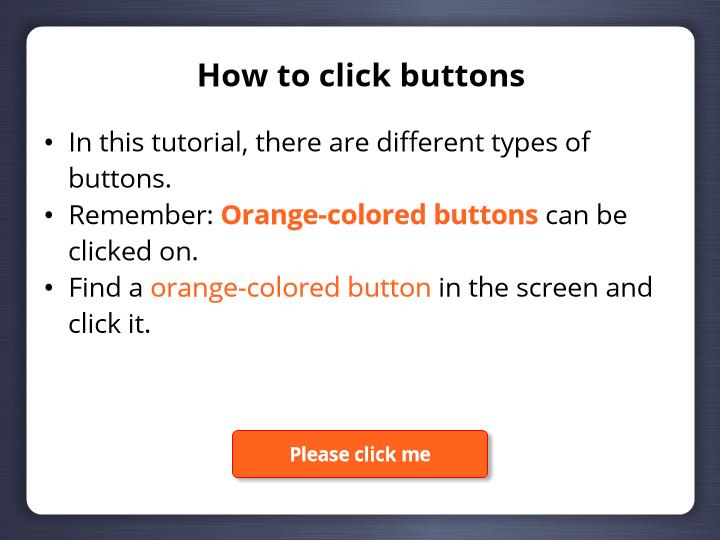 How to click buttons
• In this tutorial, there are different types of
buttons.
• Remember: Orange-colored buttons can be
clicked on.
• Find a orange-colored button in the screen and
click it.
Please click me